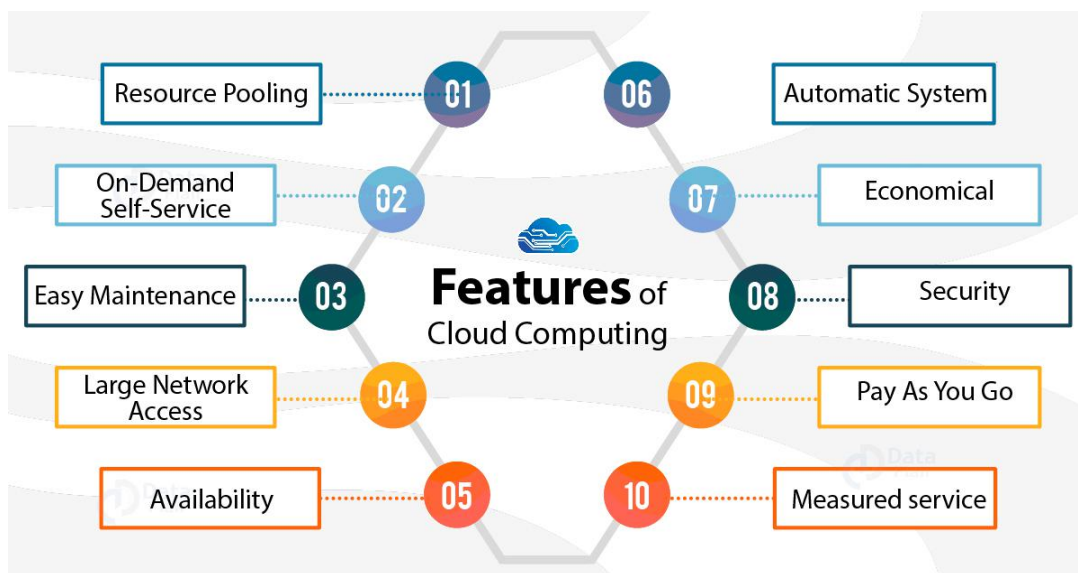 Resource Pooling
01
06
Automatic System
On-Demand
Self-Service
02
07
Economical
Easy Maintenance
03
Features of
Cloud Computing
08
Security
Large Network
Access
04
09
Pay As You Go
Availability
05
10
Measured service
Data